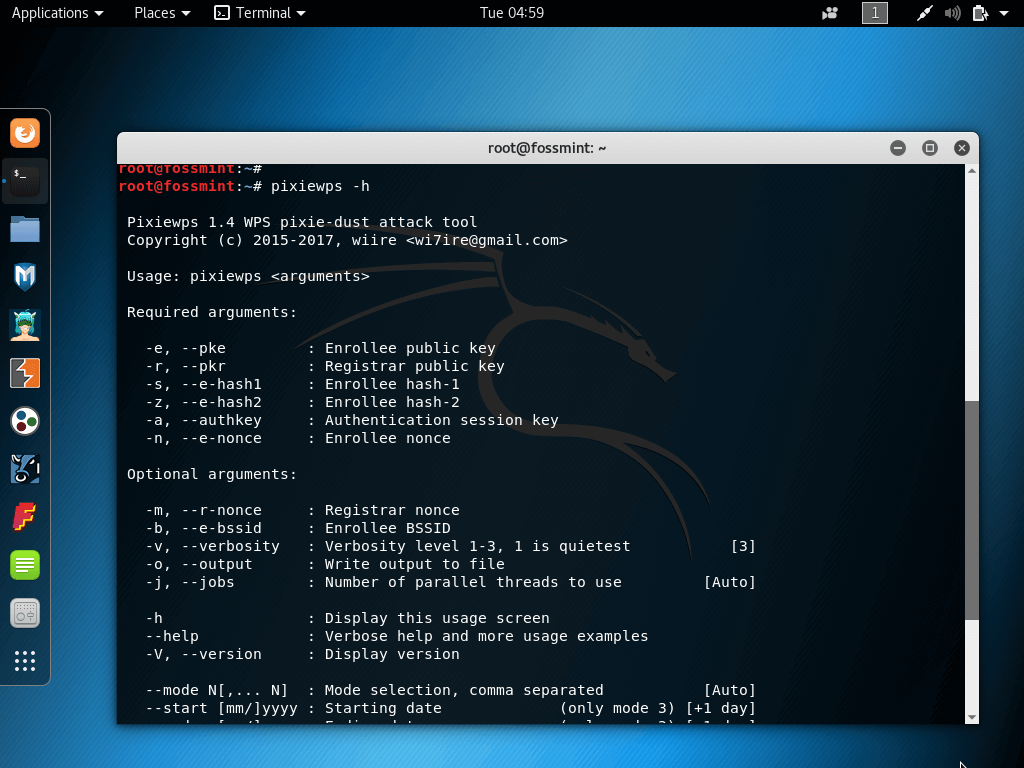 Applications Places Terminal Tue 04:59 1
root@fossmint: ~
root@fossmint:~#
root@fossmint:~# pixiewps -h
Pixiewps 1.4 WPS pixie-dust attack tool
Copyright (c) 2015-2017, wiire <wi7ire@gmail.com>
Usage: pixiewps <arguments>
Required arguments:
-e, --pke : Enrollee public key
-r, --pkr : Registrar public key
-s, --e-hash1 : Enrollee hash-1
-z, --e-hash2 : Enrollee hash-2
-a, --authkey : Authentication session key
-n, --e-nonce : Enrollee nonce
Optional arguments:
-m, --r-nonce : Registrar nonce
-b, --e-bssid : Enrollee BSSID
-v, --verbosity : Verbosity level 1-3, 1 is quietest [3]
-o, --output : Write output to file
-j, --jobs : Number of parallel threads to use [Auto]
-h : Display this usage screen
--help : Verbose help and more usage examples
-V, --version : Display version
--mode N[,... N] : Mode selection, comma separated [Auto]
--start [mm/]yyyy : Starting date (only mode 3) [+1 day]